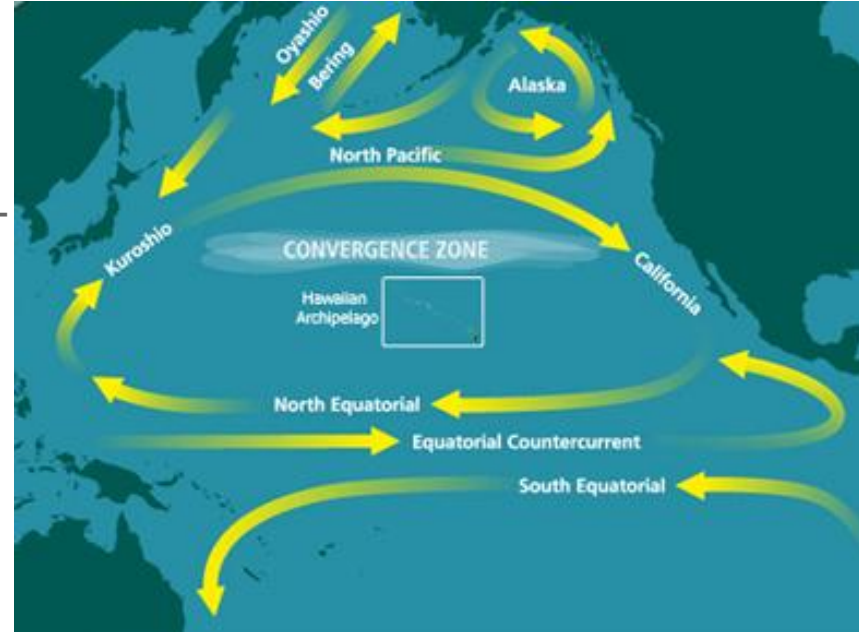 Oyashio
Bering
Alaska
North Pacific
Kuroshio
CONVERGENCE ZONE
California
Hawaiian
Archipelago
North Equatorial
Equatorial Countercurrent
South Equatorial